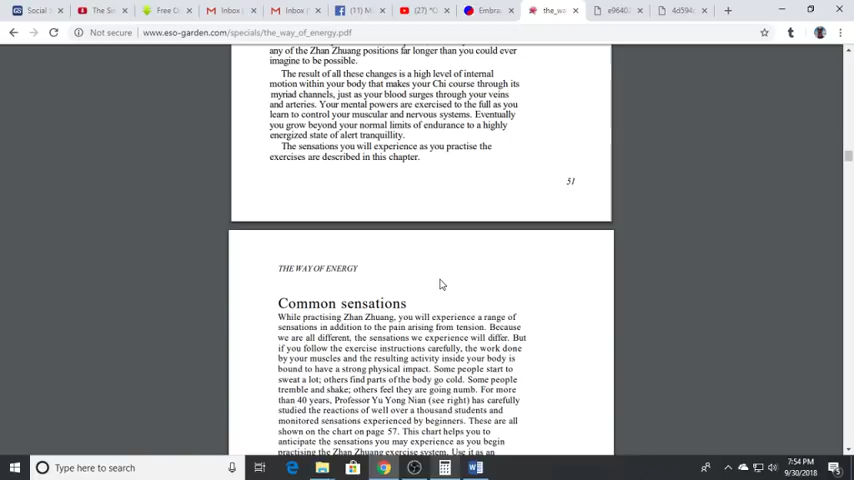 Social
The Si
Free C
Inbox (
Inbox (
(11) M
(27) "
Embra
the_wa
e9640
4d594
Not secure
www.eso-garden.com/specials/the_way_of_energy.pdf
any of the Zhan Zhuang positions far longer than you could ever
imagine to be possible.
The result of all these changes is a high level of internal
motion within your body that makes your Chi course through its
myriad channels, just as your blood surges through your veins
and arteries. Your mental powers are exercised to the full as you
learn to control your muscular and nervous systems. Eventually
you grow beyond your normal limits of endurance to a highly
energized state of alert tranquillity.
The sensations you will experience as you practise the
exercises are described in this chapter.
51
THE WAY OF ENERGY
Common sensations
While practising Zhan Zhuang, you will experience a range of
sensations in addition to the pain arising from tension. Because
we are all different, the sensations we experience will differ. But
if you follow the exercise instructions carefully, the work done
by your muscles and the resulting activity inside your body is
bound to have a strong physical impact. Some people start to
sweat a lot; others find parts of the body go cold. Some people
tremble and shake; others feel they are going numb. For more
than 40 years, Professor Yu Yong Nian (see right) has carefully
studied the reactions of well over a thousand students and
monitored sensations experienced by beginners. These are all
shown on the chart on page 57. This chart helps you to
anticipate the sensations you may experience as you begin
practising the Zhan Zhuang exercise system. Use it as an
Type here to search
7:54 PM
9/30/2018